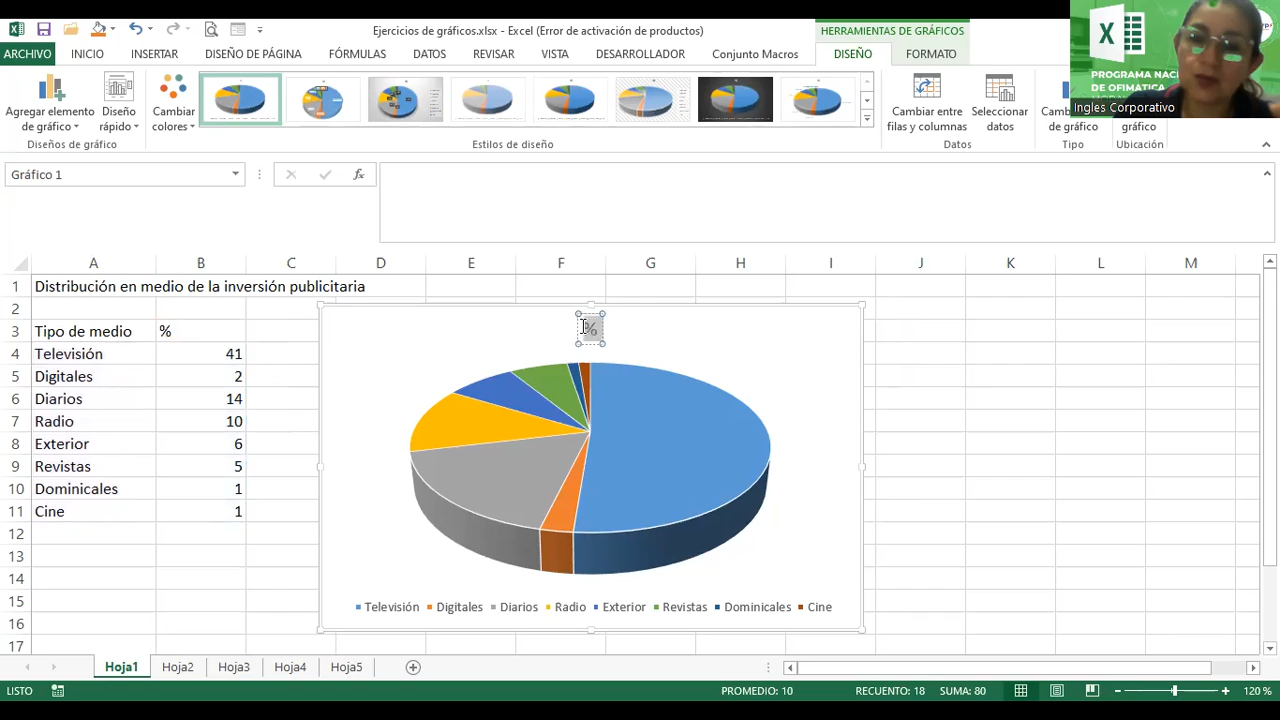 Ejercicios de gráficos.xlsx - Excel (Error de activación de productos)
HERRAMIENTAS DE GRÁFICOS
ARCHIVO INICIO INSERTAR DISEÑO DE PÁGINA FÓRMULAS DATOS REVISAR VISTA DESARROLLADOR Conjunto Macros DISEÑO FORMATO
Agregar elemento de gráfico
Diseño rápido
Cambiar colores
Cambiar entre filas y columnas
Seleccionar datos
de gráfico
gráfico
Diseños de gráfico Estilos de diseño Datos Tipo Ubicación
PROGRAMA
DE OFIMATICA
Ingles Corporativo
Gráfico 1
fx
A B C D E F G H I J K L M
1 Distribución en medio de la inversión publicitaria
2
3 Tipo de medio %
4 Televisión 41
5 Digitales 2
6 Diarios 14
7 Radio 10
8 Exterior 6
9 Revistas 5
10 Dominicales 1
11 Cine 1
12
13
14
15
16
17
%
Televisión Digitales Diarios Radio Exterior Revistas Dominicales Cine
Hoja1 Hoja2 Hoja3 Hoja4 Hoja5
LISTO PROMEDIO: 10 RECUENTO: 18 SUMA: 80 120 %